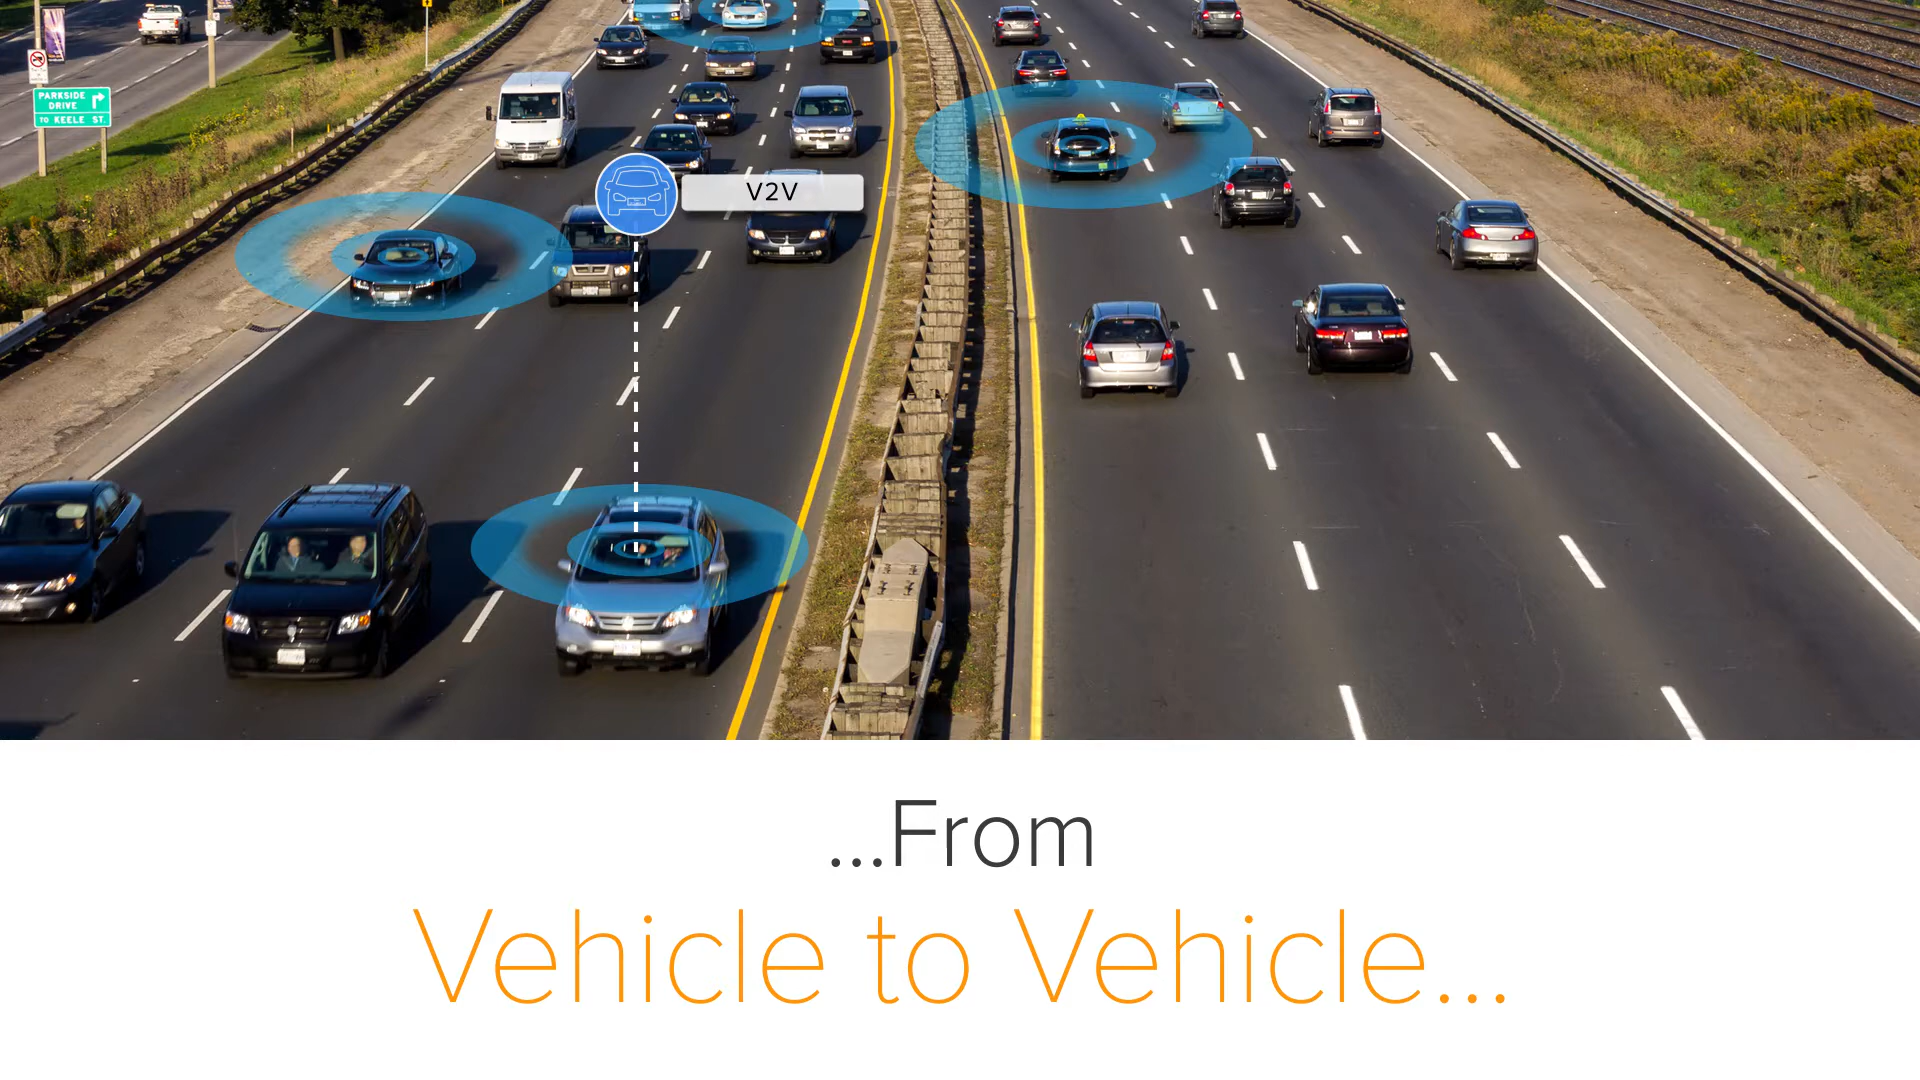 PARKSIDE
DRIVE
TO KEELE ST.
V2V
...From
Vehicle to Vehicle...